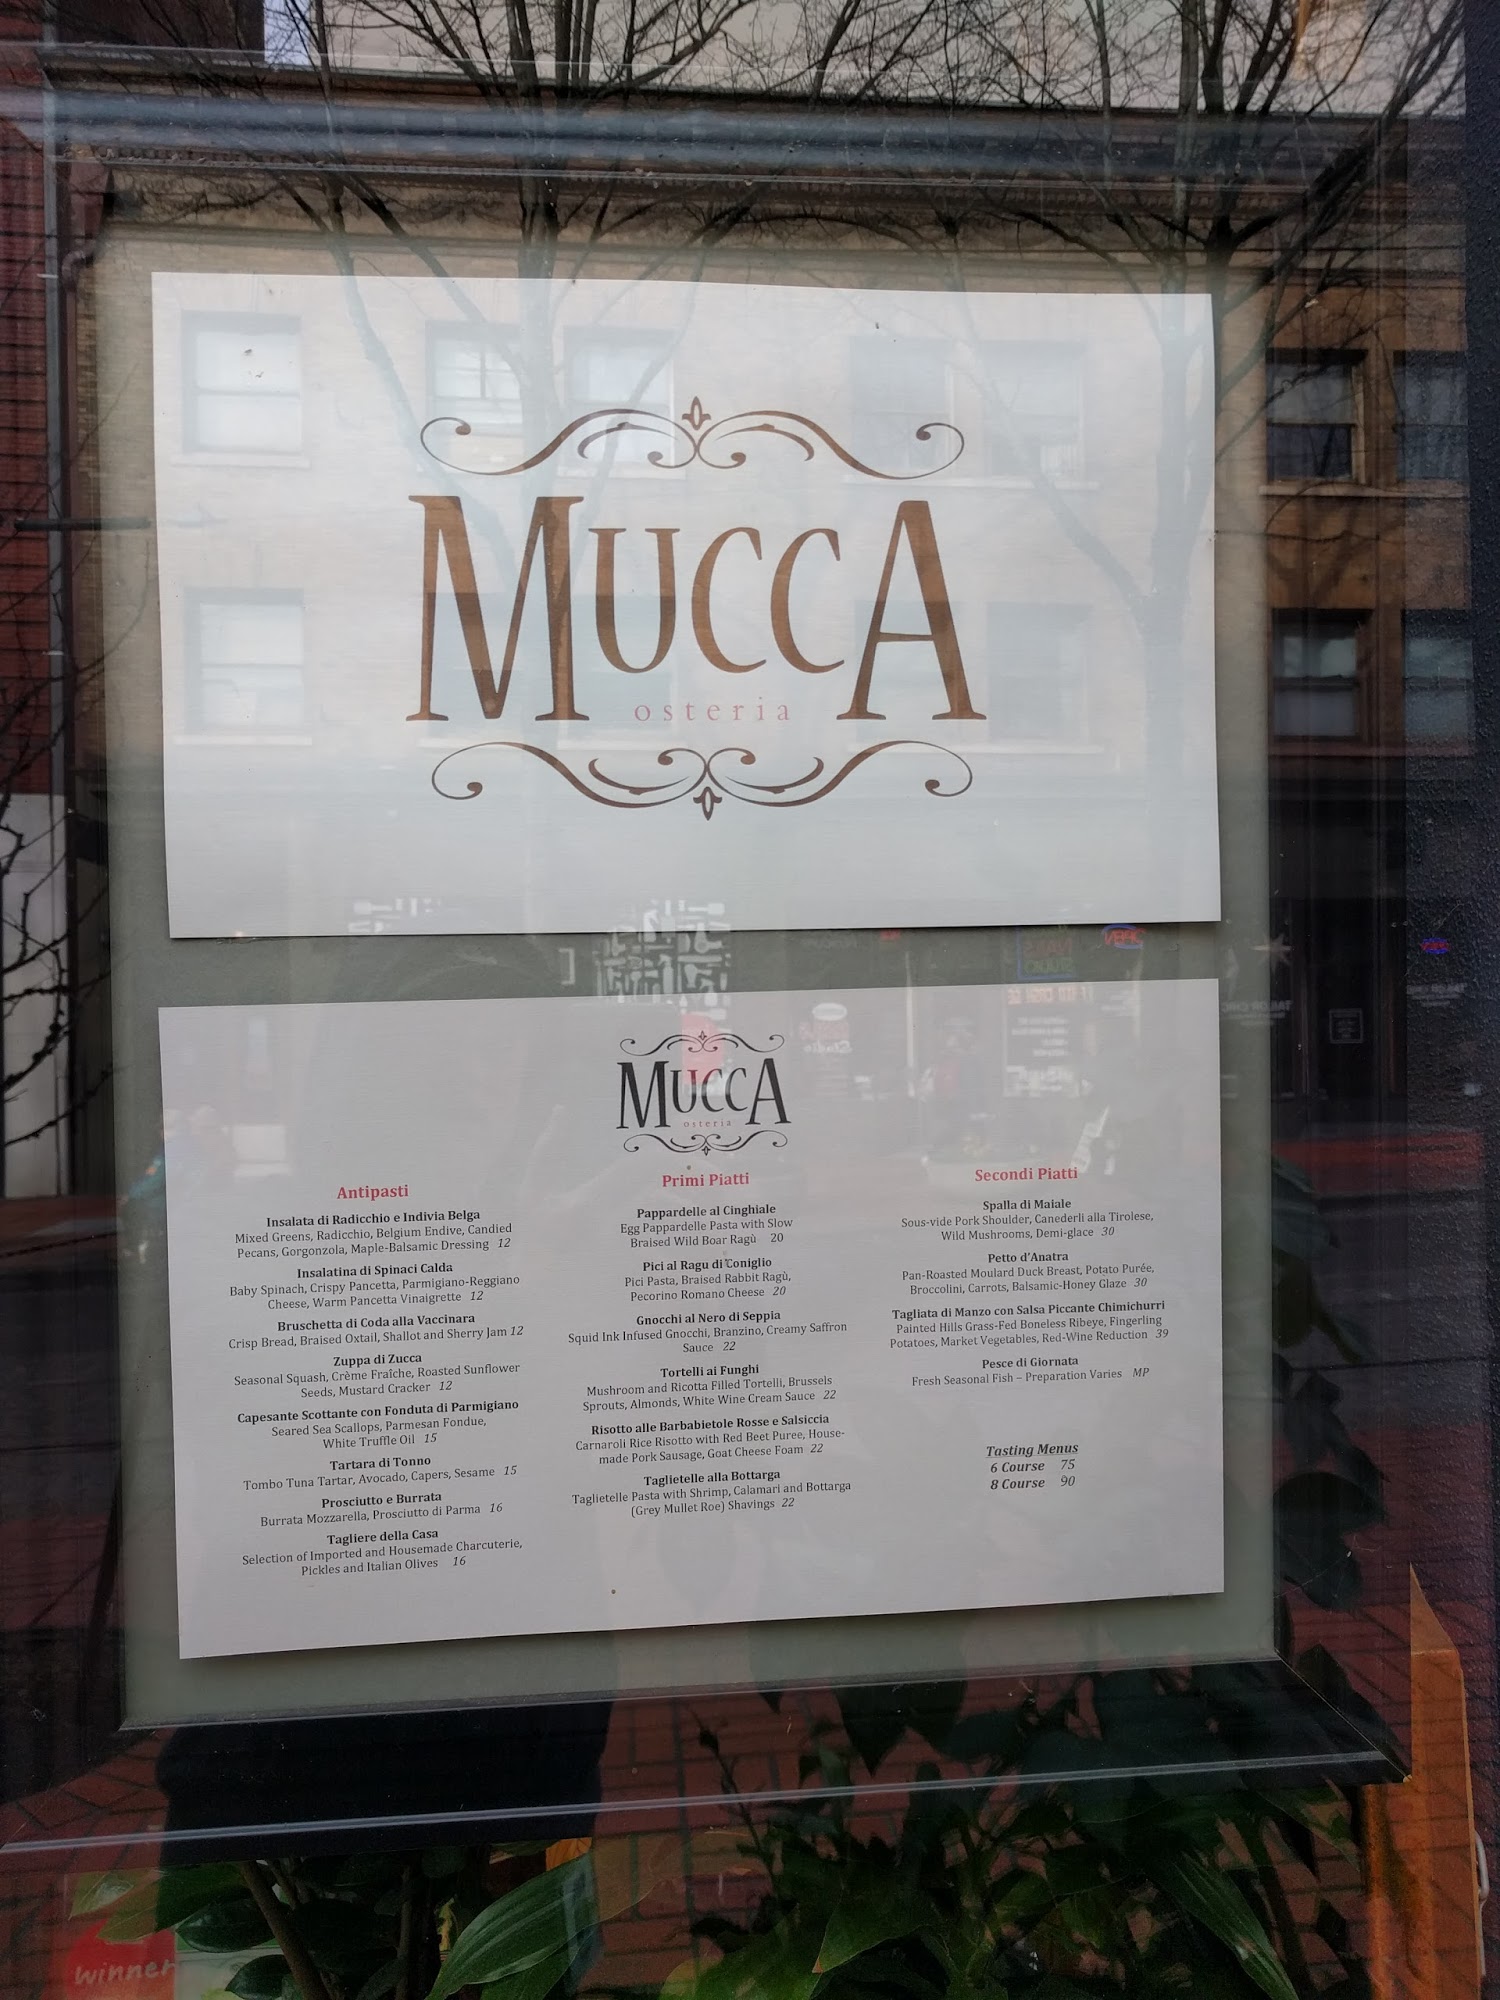 MUCCA
osteria
MUCCA
osteria
Antipasti
Insalata di Radicchio e Indivia Belga
Mixed Greens, Radicchio, Belgium Endive, Candied
Pecans, Gorgonzola, Maple-Balsamic Dressing 12
Insalatina di Spinaci Calda
Baby Spinach, Crispy Pancetta, Parmigiano-Reggiano
Cheese, Warm Pancetta Vinaigrette 12
Bruschetta di Coda alla Vaccinara
Crisp Bread, Braised Oxtail, Shallot and Sherry Jam 12
Zuppa di Zucca
Seasonal Squash, Crème Fraîche, Roasted Sunflower
Seeds, Mustard Cracker 12
Capesante Scottante con Fonduta di Parmigiano
Seared Sea Scallops, Parmesan Fondue,
White Truffle Oil 15
Tartara di Tonno
Tombo Tuna Tartar, Avocado, Capers, Sesame 15
Prosciutto e Burrata
Burrata Mozzarella, Prosciutto di Parma 16
Tagliere della Casa
Selection of Imported and Housemade Charcuterie,
Pickles and Italian Olives 16
Primi Piatti
Pappardelle al Cinghiale
Egg Pappardelle Pasta with Slow
Braised Wild Boar Ragù 20
Pici al Ragu di Coniglio
Pici Pasta, Braised Rabbit Ragù,
Pecorino Romano Cheese 20
Gnocchi al Nero di Seppia
Squid Ink Infused Gnocchi, Branzino, Creamy Saffron
Sauce 22
Tortelli ai Funghi
Mushroom and Ricotta Filled Tortelli, Brussels
Sprouts, Almonds, White Wine Cream Sauce 22
Risotto alle Barbabietole Rosse e Salsiccia
Carnaroli Rice Risotto with Red Beet Puree, House-
made Pork Sausage, Goat Cheese Foam 22
Taglietelle alla Bottarga
Taglietelle Pasta with Shrimp, Calamari and Bottarga
(Grey Mullet Roe) Shavings 22
Secondi Piatti
Spalla di Maiale
Sous-vide Pork Shoulder, Canederli alla Tirolese,
Wild Mushrooms, Demi-glace 30
Petto d'Anatra
Pan-Roasted Moulard Duck Breast, Potato Purée,
Broccolini, Carrots, Balsamic-Honey Glaze 30
Tagliata di Manzo con Salsa Piccante Chimichurri
Painted Hills Grass-Fed Boneless Ribeye, Fingerling
Potatoes, Market Vegetables, Red-Wine Reduction 39
Pesce di Giornata
Fresh Seasonal Fish – Preparation Varies MP
Tasting Menus
6 Course 75
8 Course 90
winner